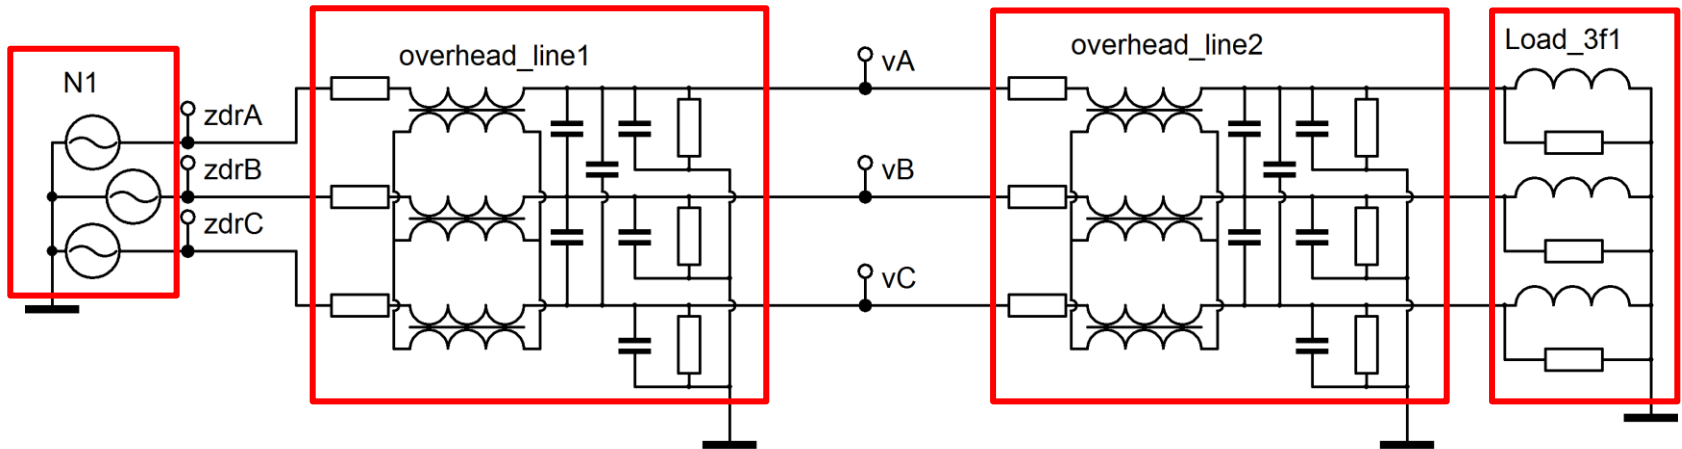 N1
zdrA
zdrB
zdrC
overhead_line1
vA
vB
vC
overhead_line2
Load_3f1